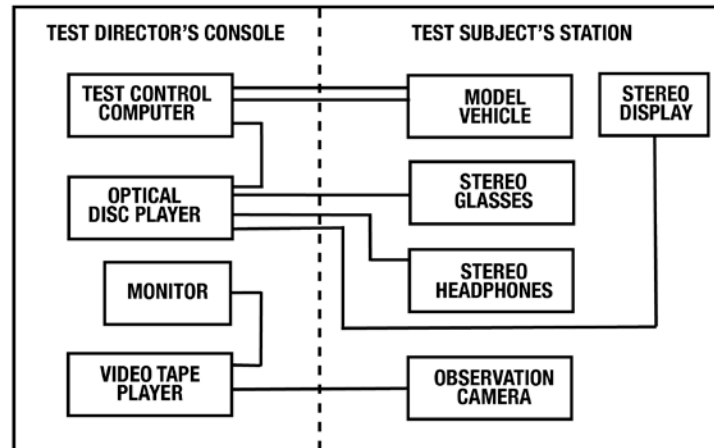 TEST DIRECTOR'S CONSOLE
TEST SUBJECT'S STATION
TEST CONTROL
COMPUTER
MODEL
VEHICLE
STEREO
DISPLAY
OPTICAL
DISC PLAYER
STEREO
GLASSES
STEREO
HEADPHONES
MONITOR
VIDEO TAPE
PLAYER
OBSERVATION
CAMERA